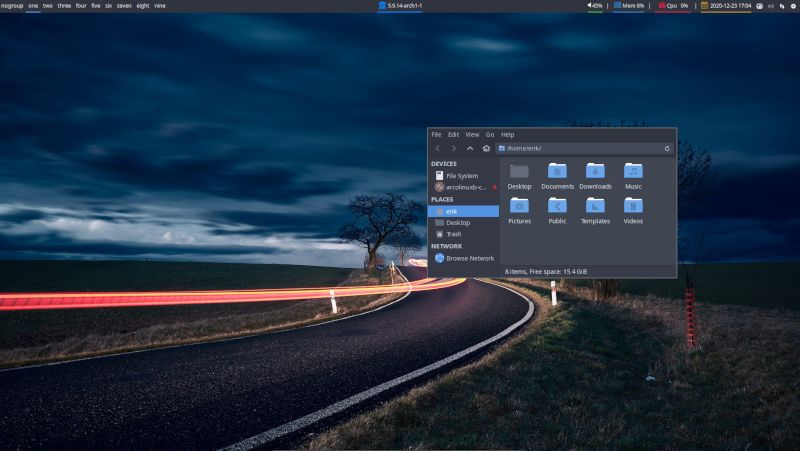 nogroup one two three four five six seven eight nine 5.9.14-arch1-1 45% | Mem 8% | Cpu 0% | 2020-12-23 17:04
File Edit View Go Help
/home/erik/
DEVICES
File System
arcolinuxb-c...
PLACES
erik
Desktop
Trash
NETWORK
Browse Network
Desktop Documents Downloads Music
Pictures Public Templates Videos
8 items, Free space: 15.4 GiB